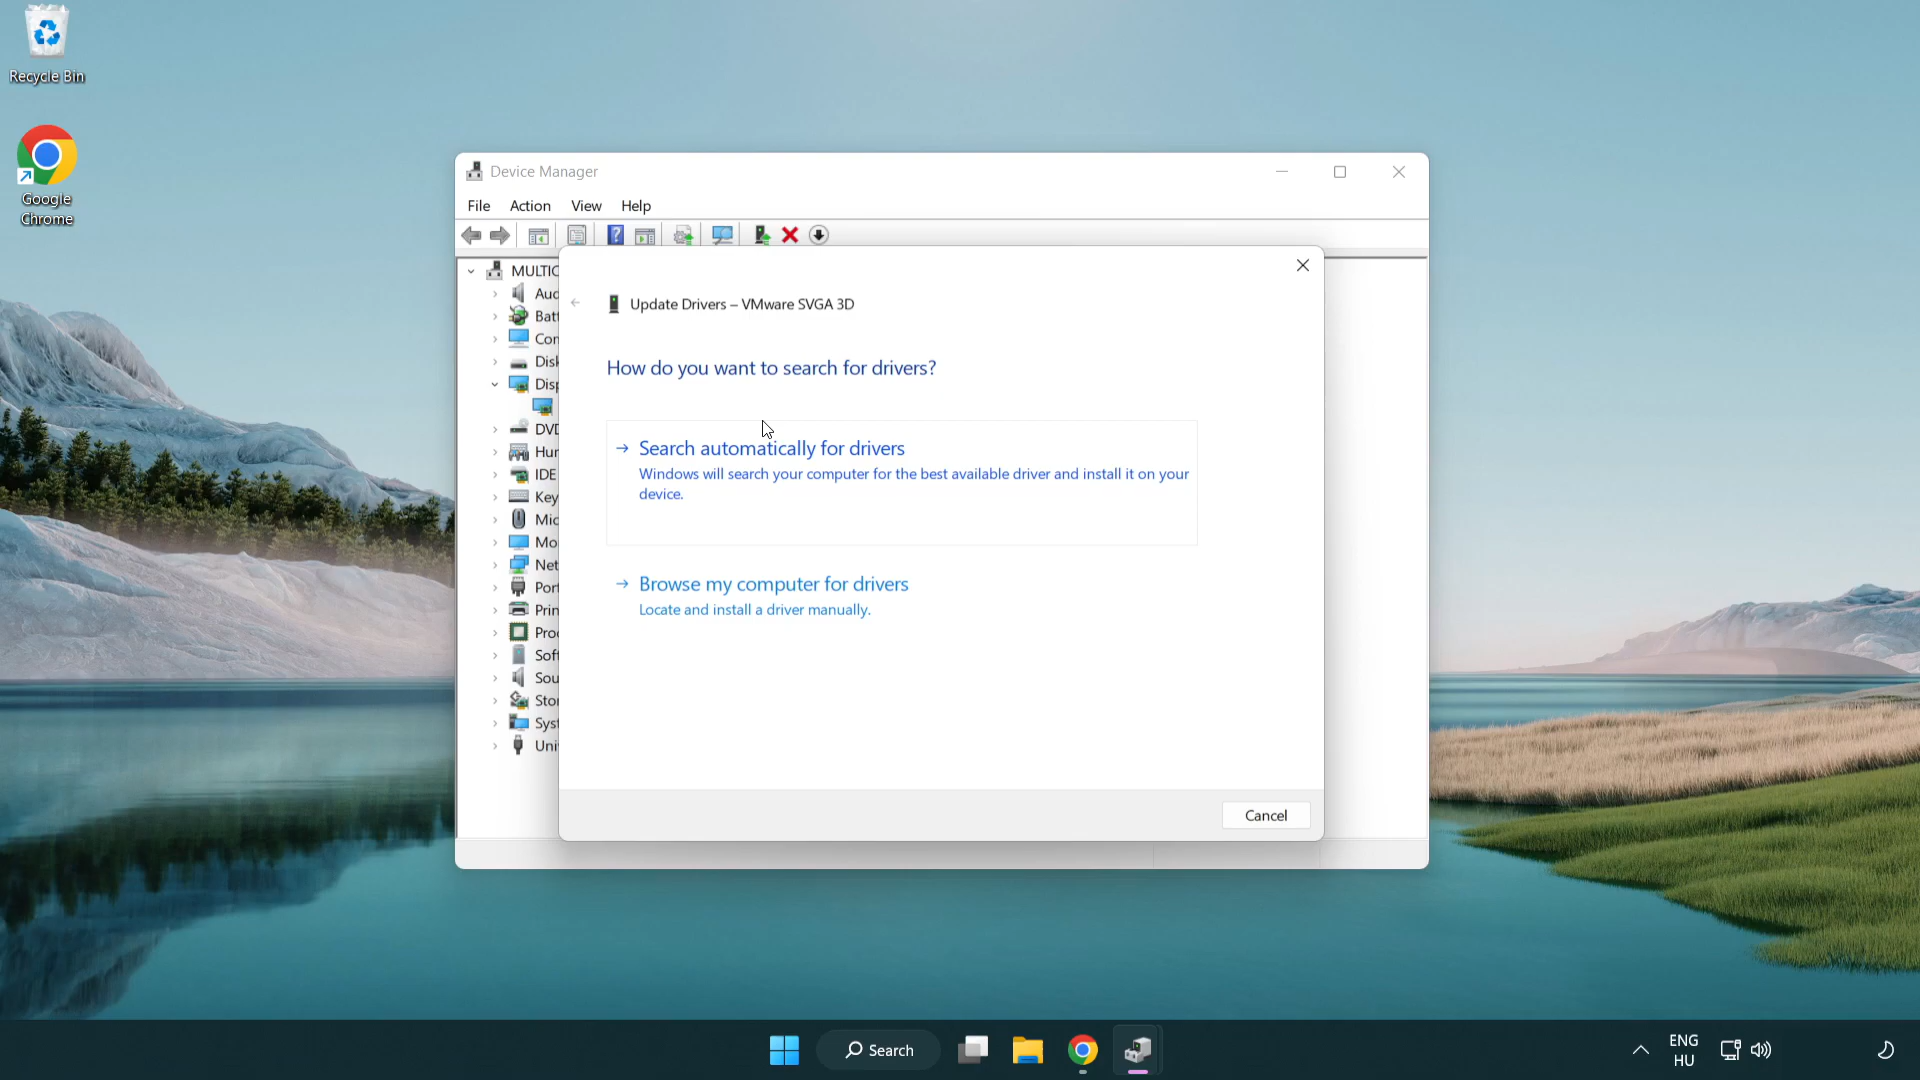 Recycle Bin
Google
Chrome
Device Manager
File Action View Help
MULTIC
Aud
Batt
Con
Disk
Disp
DVD
Hur
IDE
Key
Mic
Mo
Net
Port
Prin
Proc
Soft
Sou
Stor
Syst
Uni
Update Drivers – VMware SVGA 3D
How do you want to search for drivers?
Search automatically for drivers
Windows will search your computer for the best available driver and install it on your
device.
Browse my computer for drivers
Locate and install a driver manually.
Cancel
Search
ENG
HU